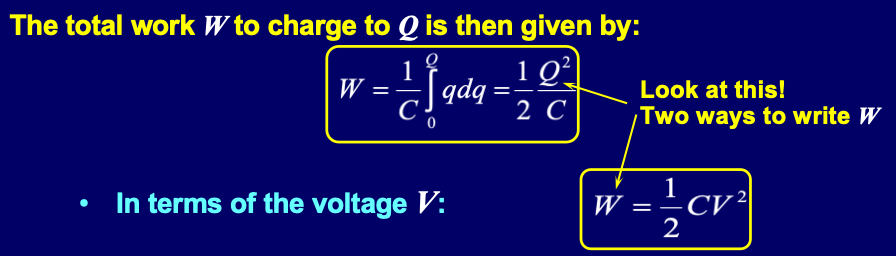 The total work W to charge to Q is then given by:
W = \frac{1}{C} \int_0^Q qdq = \frac{1}{2} \frac{Q^2}{C}
Look at this!
Two ways to write W
• In terms of the voltage V:
W = \frac{1}{2} CV^2